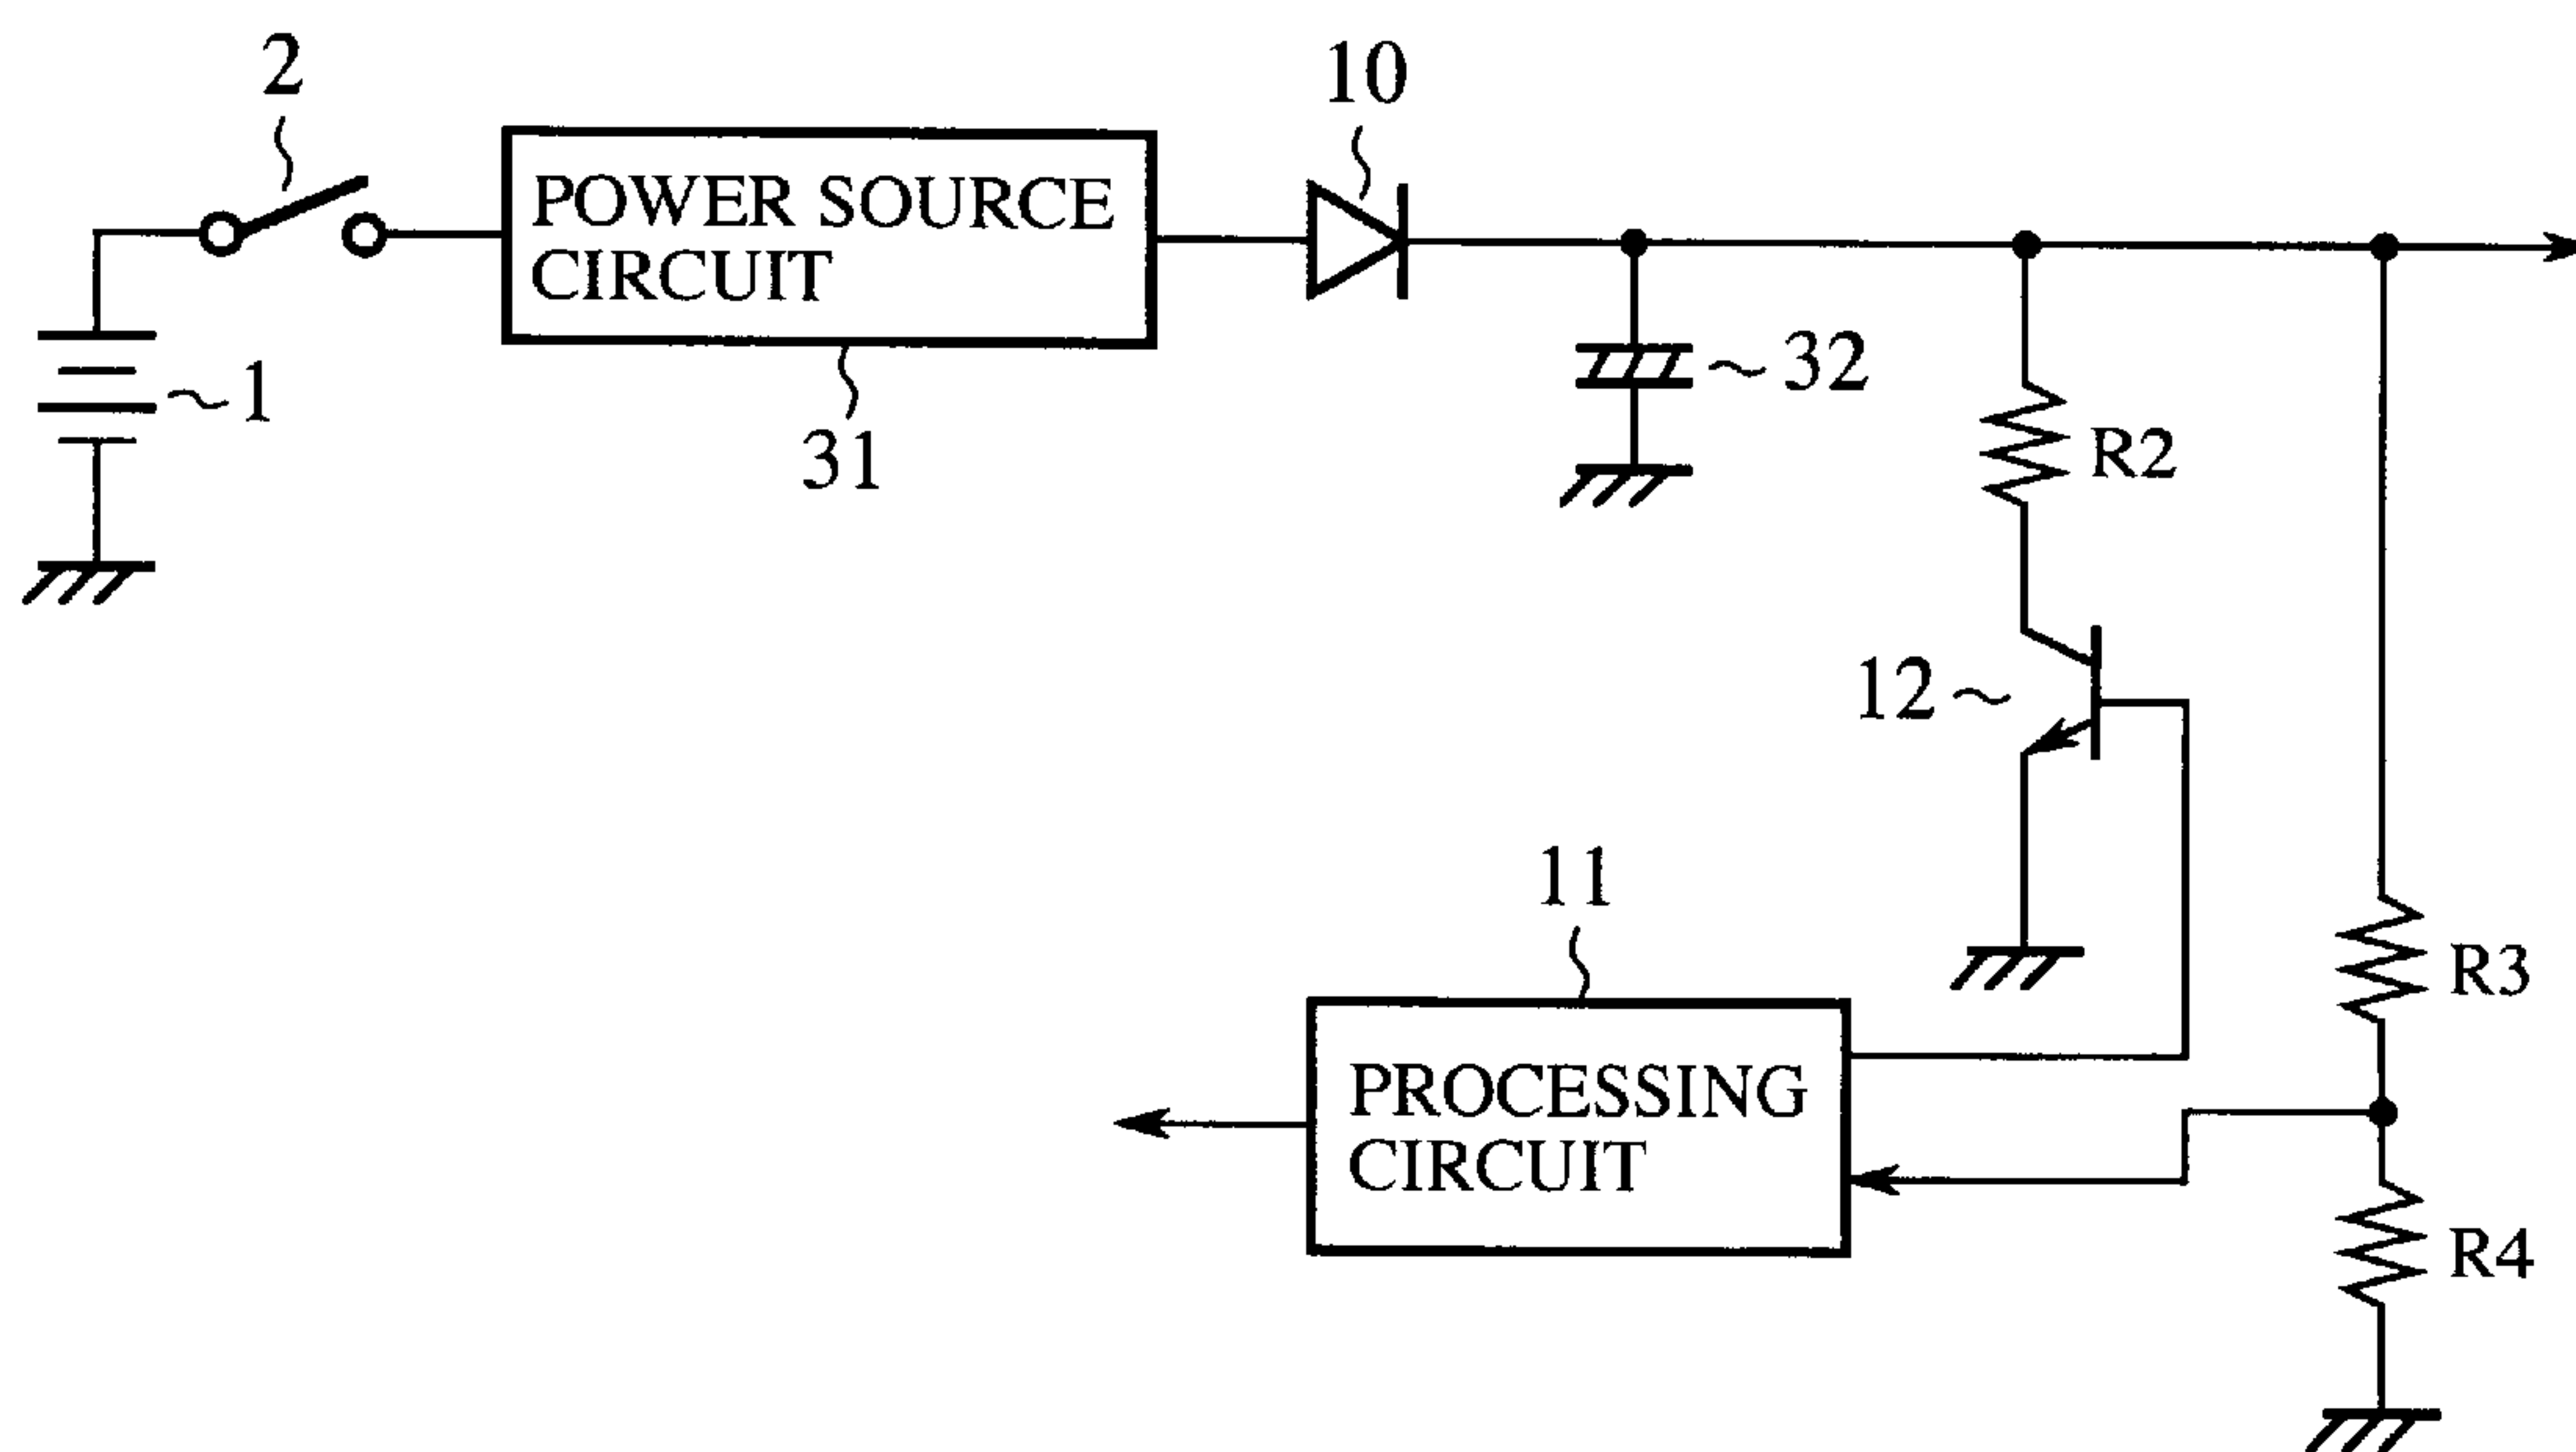 2
10
POWER SOURCE
CIRCUIT
1
31
32
R2
12
11
R3
PROCESSING
CIRCUIT
R4